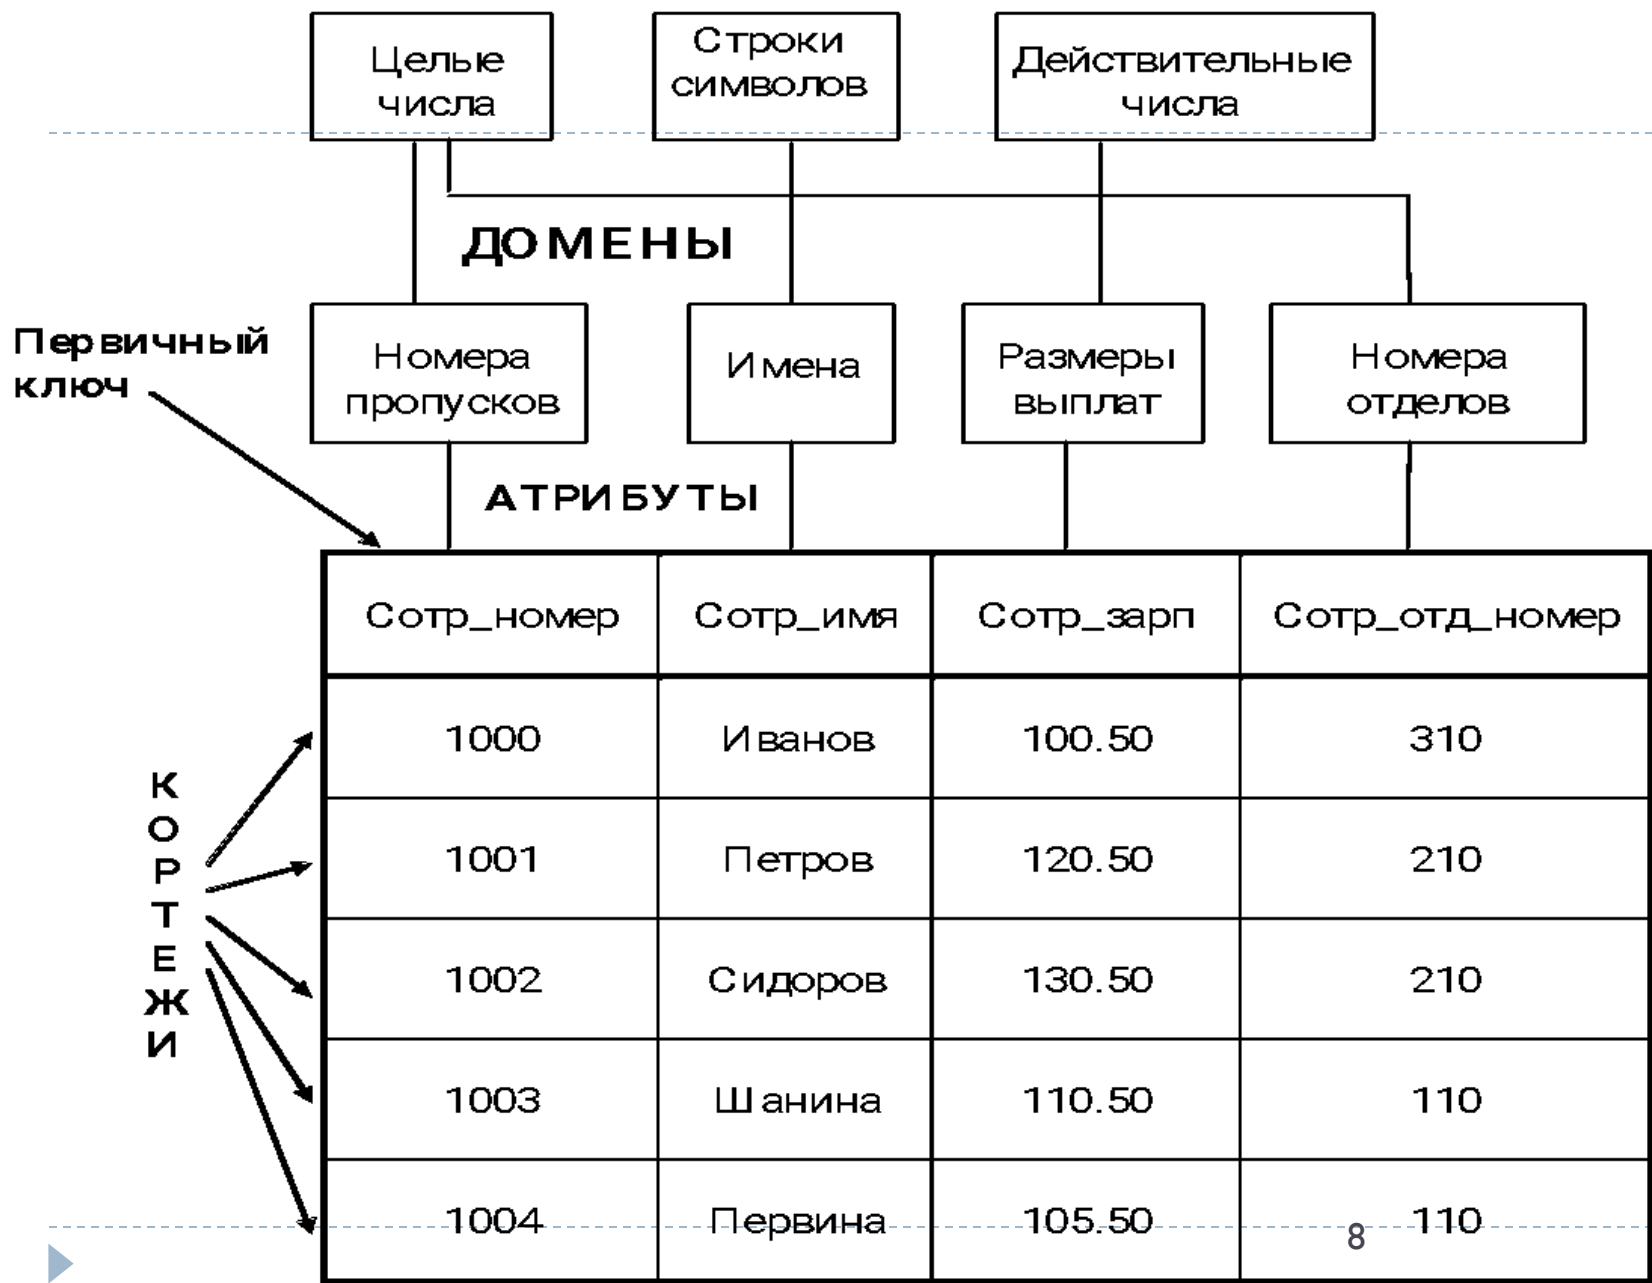 Целые
числа
Строки
символов
Действительные
числа
ДОМЕНЫ
Первичный
ключ
Номера
пропусков
Имена
Размеры
выплат
Номера
отделов
АТРИБУТЫ
Сотр_номер Сотр_имя Сотр_зарп Сотр_отд_номер
КОРТЕЖИ
1000 Иванов 100.50 310
1001 Петров 120.50 210
1002 Сидоров 130.50 210
1003 Шанина 110.50 110
1004 Первина 105.50 110
8